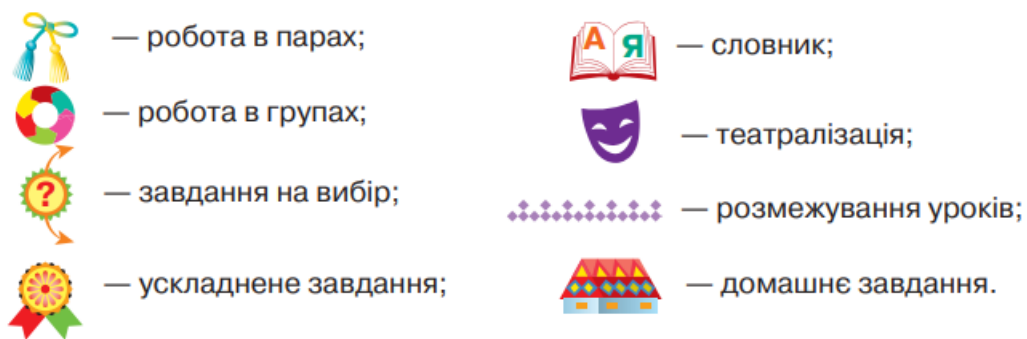 — робота в парах;
— робота в групах;
?
— завдання на вибір;
— ускладнене завдання;
А Я
— словник;
— театралізація;
— розмежування уроків;
— домашнє завдання.